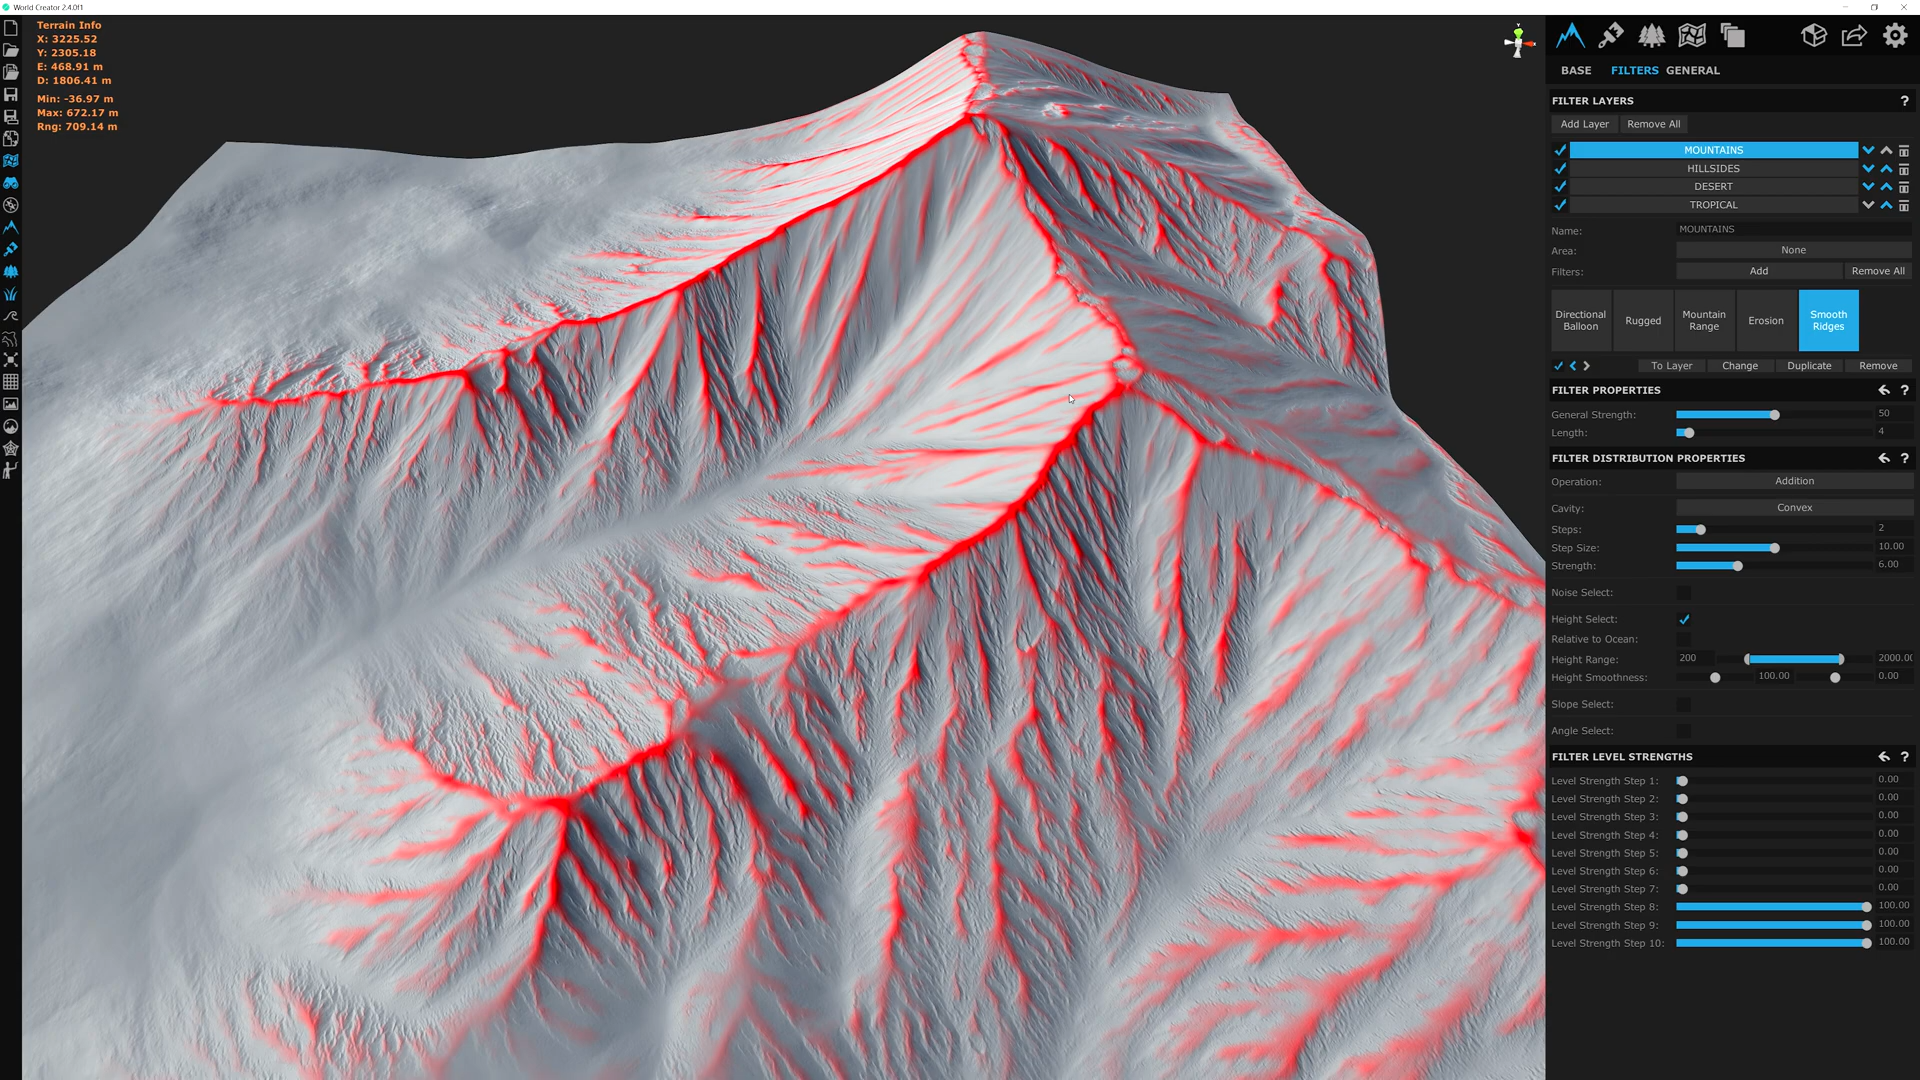 World Creator 2.4.0f1
Terrain Info
X: 3225.52
Y: 2305.18
E: 468.91 m
D: 1806.41 m
Min: -36.97 m
Max: 672.17 m
Rng: 709.14 m
BASE FILTERS GENERAL
FILTER LAYERS ?
Add Layer Remove All
MOUNTAINS
HILLSIDES
DESERT
TROPICAL
Name: MOUNTAINS
Area: None
Filters: Add Remove All
Directional Balloon Rugged Mountain Range Erosion Smooth Ridges
To Layer Change Duplicate Remove
FILTER PROPERTIES ?
General Strength: 50
Length: 4
FILTER DISTRIBUTION PROPERTIES ?
Operation: Addition
Cavity: Convex
Steps: 2
Step Size: 10.00
Strength: 6.00
Noise Select:
Height Select:
Relative to Ocean:
Height Range: 200 2000.00
Height Smoothness: 100.00 0.00
Slope Select:
Angle Select:
FILTER LEVEL STRENGTHS ?
Level Strength Step 1: 0.00
Level Strength Step 2: 0.00
Level Strength Step 3: 0.00
Level Strength Step 4: 0.00
Level Strength Step 5: 0.00
Level Strength Step 6: 0.00
Level Strength Step 7: 0.00
Level Strength Step 8: 100.00
Level Strength Step 9: 100.00
Level Strength Step 10: 100.00